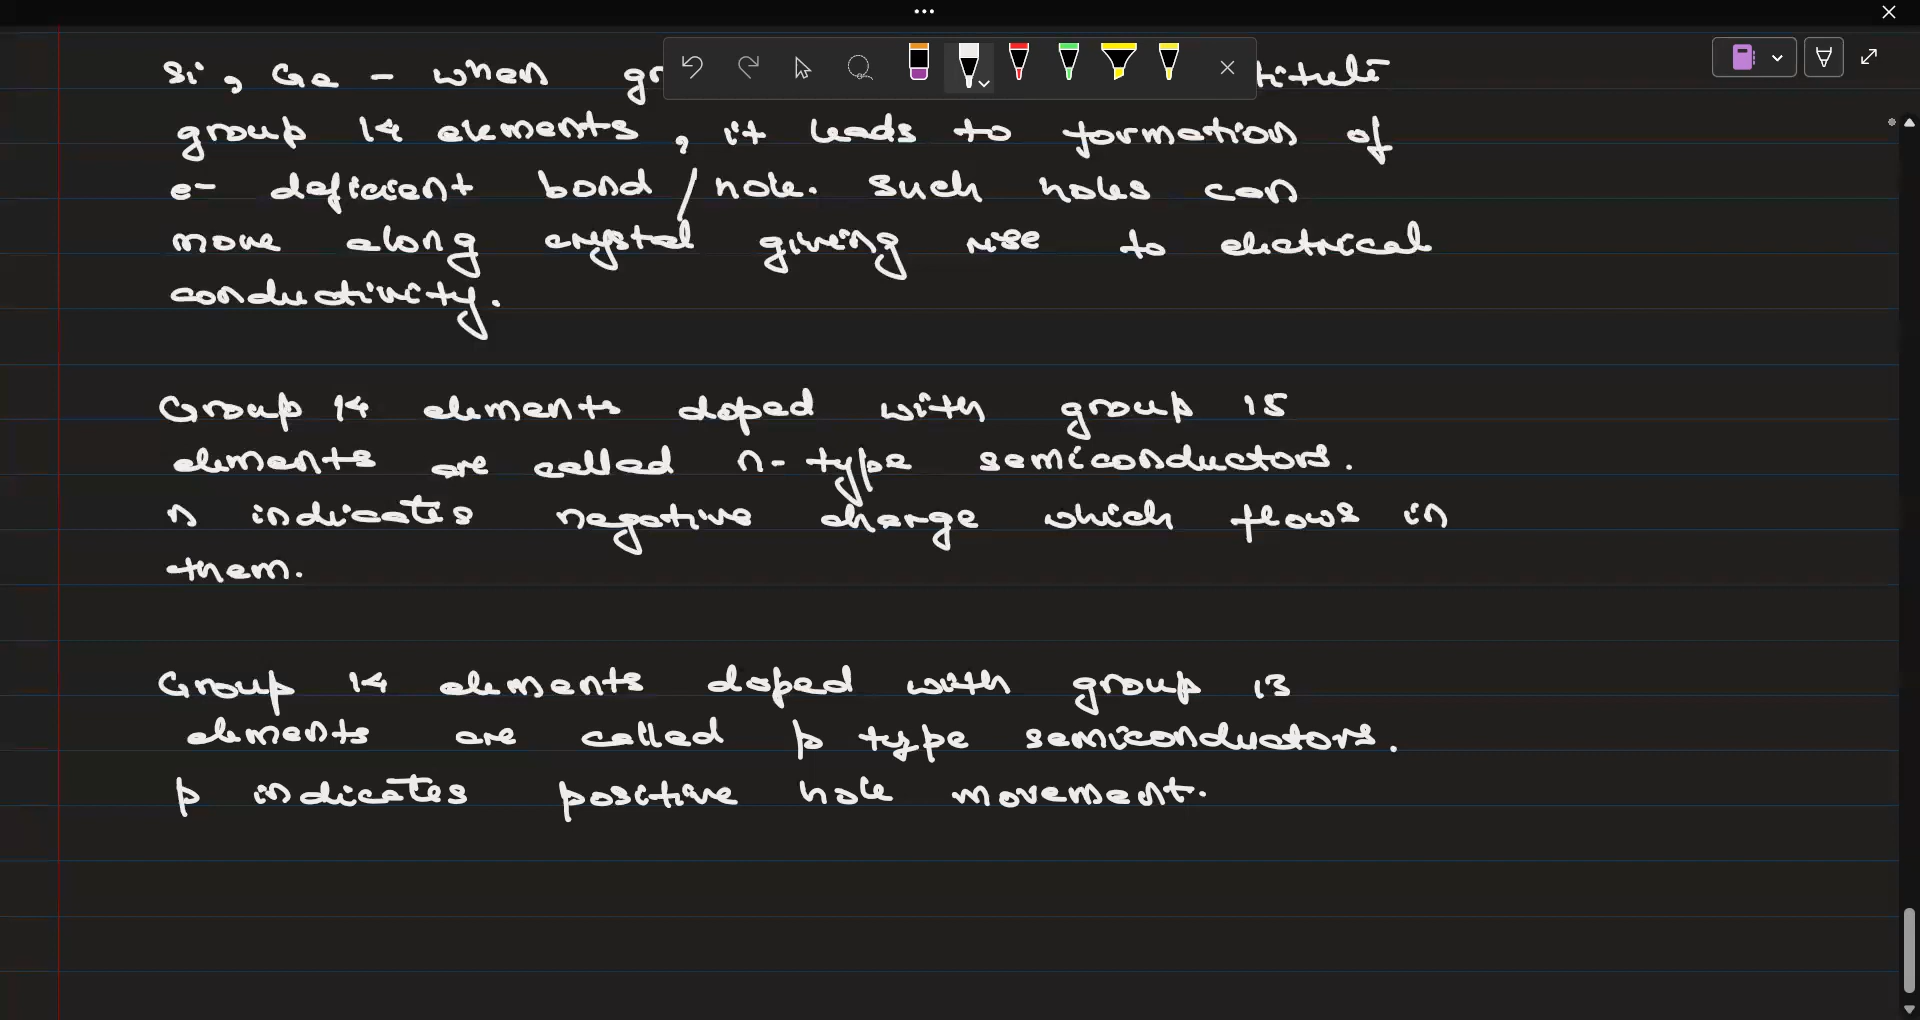 Si, Ge - when
group 14 elements, it leads to formation of
e- deficient bond / hole. Such holes can
move along crystal giving rise to electrical
conductivity.
Group 14 elements doped with group 15
elements are called n-type semiconductors.
n indicates negative charge which flows in
them.
Group 14 elements doped with group 13
elements are called p type semiconductors.
p indicates positive hole movement.